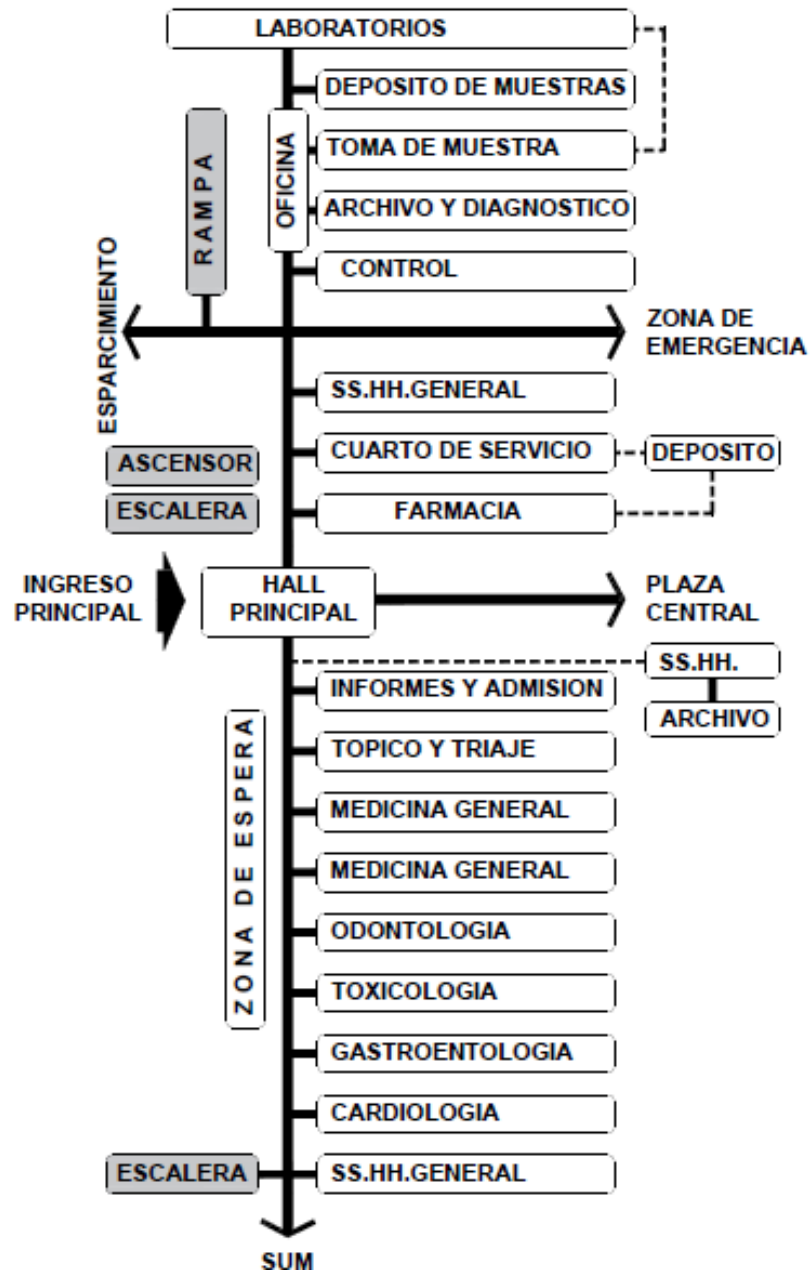 LABORATORIOS
DEPOSITO DE MUESTRAS
TOMA DE MUESTRA
ARCHIVO Y DIAGNOSTICO
CONTROL
OFICINA
RAMPA
ESPARCIMIENTO
ZONA DE
EMERGENCIA
SS.HH.GENERAL
CUARTO DE SERVICIO
DEPOSITO
ASCENSOR
ESCALERA
FARMACIA
INGRESO
PRINCIPAL
HALL
PRINCIPAL
PLAZA
CENTRAL
SS.HH.
ARCHIVO
INFORMES Y ADMISION
TOPICO Y TRIAJE
MEDICINA GENERAL
MEDICINA GENERAL
ZONA DE ESPERA
ODONTOLOGIA
TOXICOLOGIA
GASTROENTOLOGIA
CARDIOLOGIA
ESCALERA
SS.HH.GENERAL
SUM